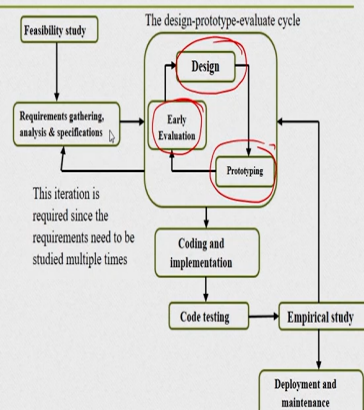 The design-prototype-evaluate cycle
Feasibility study
Design
Requirements gathering,
analysis & specifications
Early
Evaluation
Prototyping
This iteration is
required since the
requirements need to be
studied multiple times
Coding and
implementation
Code testing
Empirical study
Deployment and
maintenance